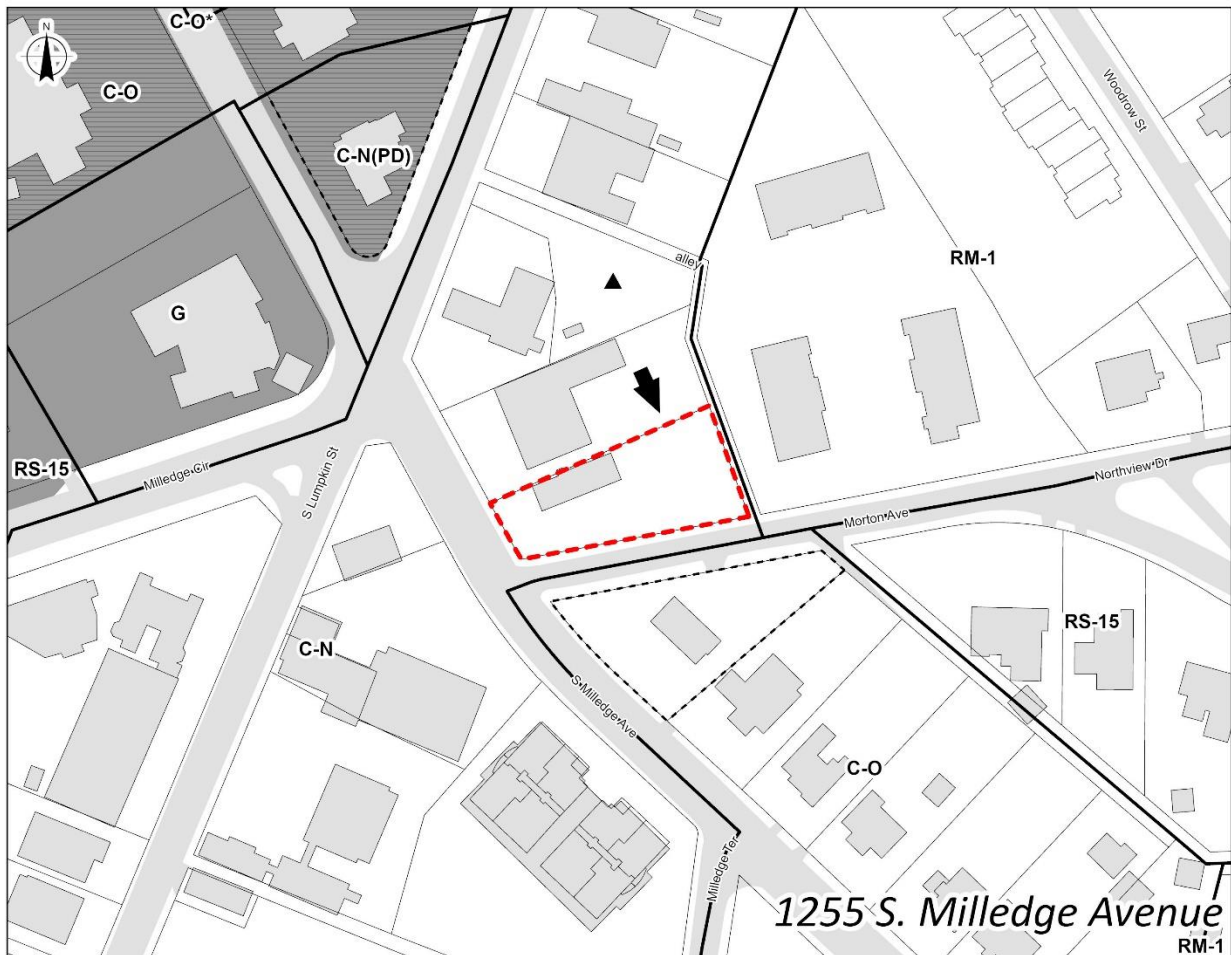 C-O*
N
C-O
Woodrow St
C-N(PD)
alley
RM-1
G
RS-15
Milledge Cir
S Lumpkin St
Northview Dr
Morton Ave
C-N
RS-15
S Milledge Ave
C-O
Milledge Ter
1255 S. Milledge Avenue
RM-1